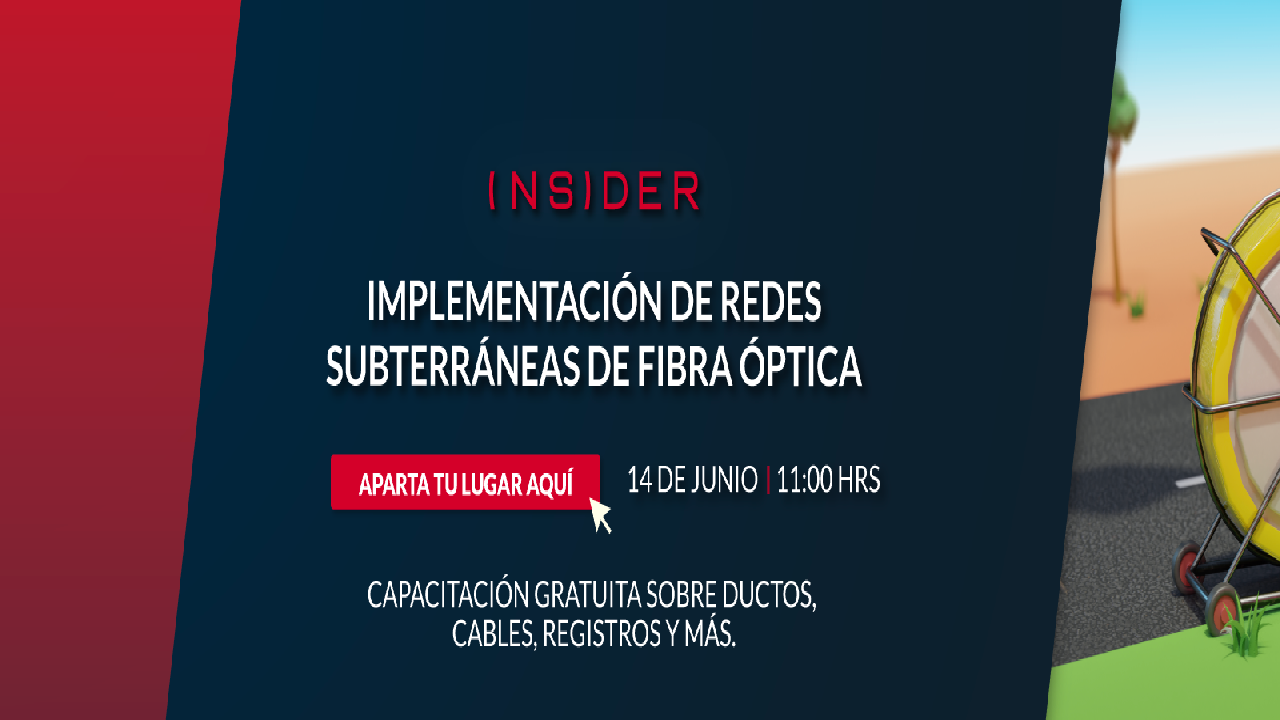 INSIDER
IMPLEMENTACIÓN DE REDES
SUBTERRÁNEAS DE FIBRA ÓPTICA
APARTA TU LUGAR AQUÍ 14 DE JUNIO | 11:00 HRS
CAPACITACIÓN GRATUITA SOBRE DUCTOS,
CABLES, REGISTROS Y MÁS.